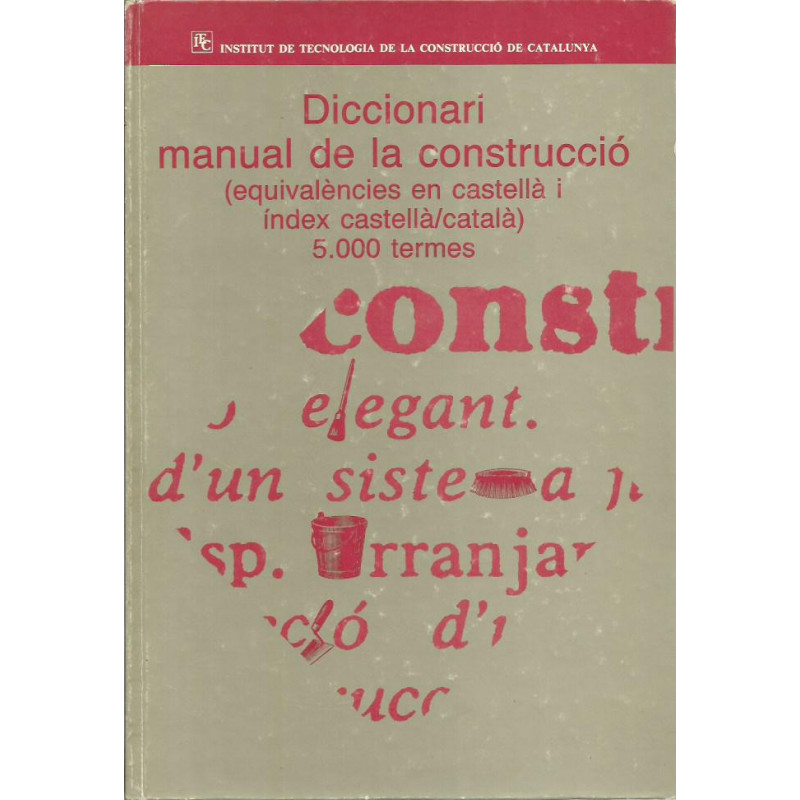 ITEC INSTITUT DE TECNOLOGIA DE LA CONSTRUCCIÓ DE CATALUNYA
Diccionari
manual de la construcció
(equivalències en castellà i
índex castellà/català)
5.000 termes
const
elegant.
d'un siste a
sp. rranja
ció d'
ucc